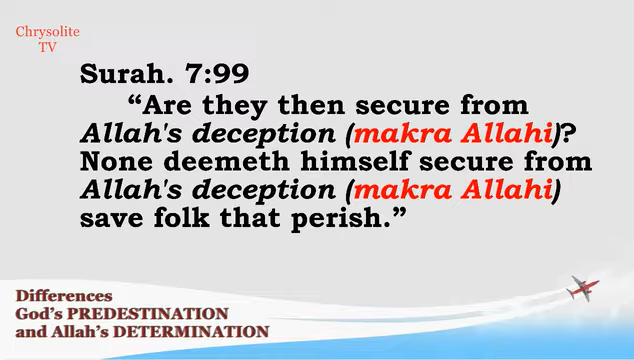 Chrysolite
TV
Surah. 7:99
“Are they then secure from
Allah's deception (makra Allahi)?
None deemeth himself secure from
Allah's deception (makra Allahi)
save folk that perish.”
Differences
God's PREDESTINATION
and Allah's DETERMINATION